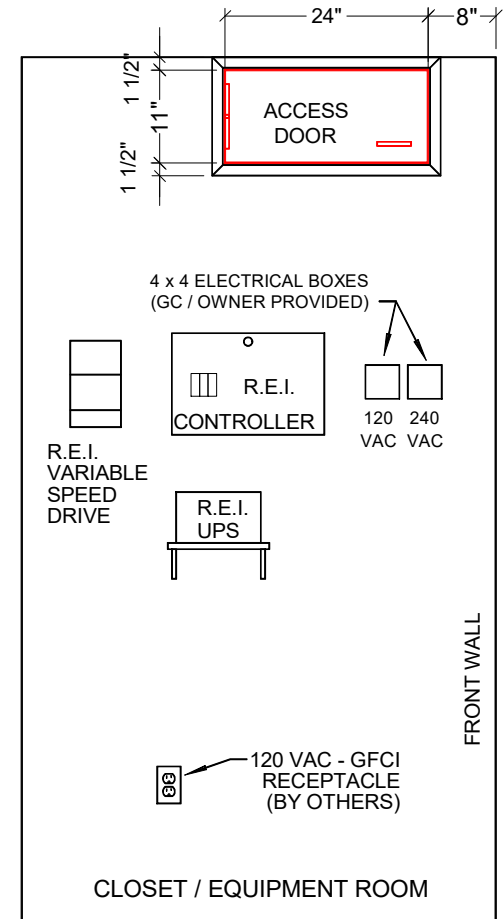 24"
8"
1 1/2"
11"
1 1/2"
ACCESS
DOOR
4 x 4 ELECTRICAL BOXES
(GC / OWNER PROVIDED)
R.E.I.
CONTROLLER
120
VAC
240
VAC
R.E.I.
VARIABLE
SPEED
DRIVE
R.E.I.
UPS
FRONT WALL
120 VAC - GFCI
RECEPTACLE
(BY OTHERS)
CLOSET / EQUIPMENT ROOM